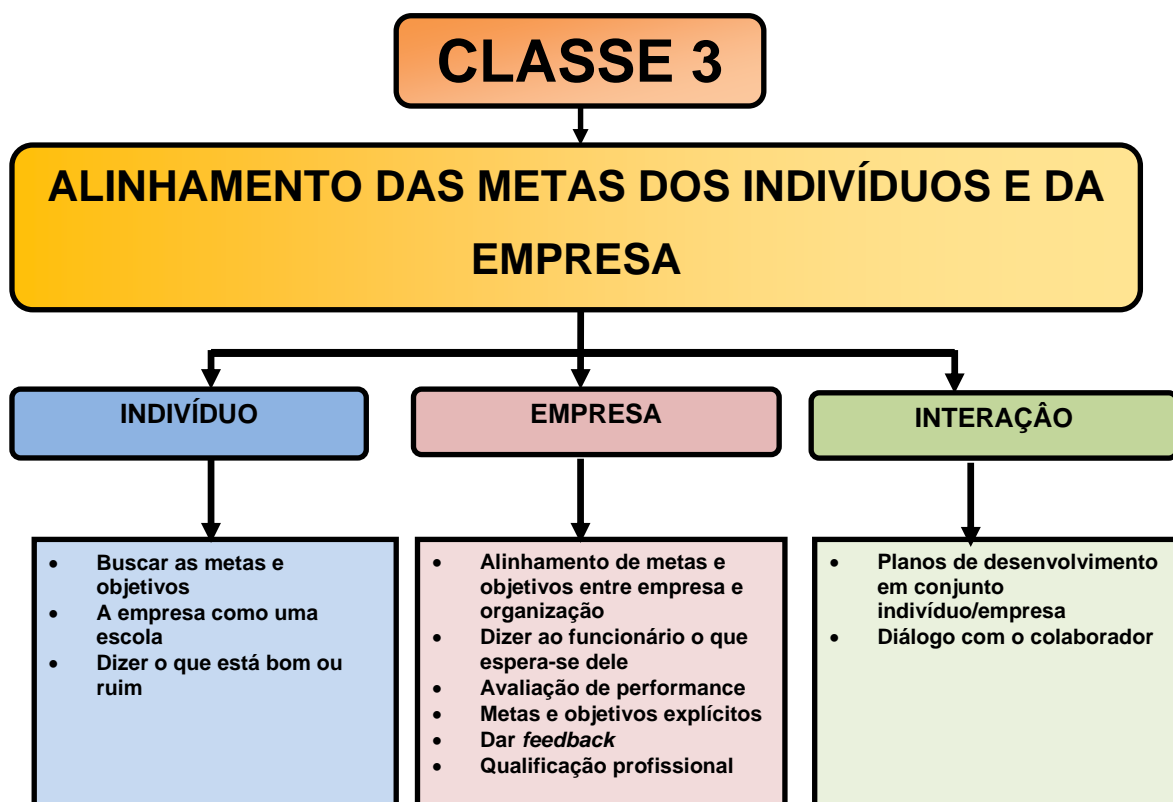 CLASSE 3
ALINHAMENTO DAS METAS DOS INDIVÍDUOS E DA
EMPRESA
INDIVÍDUO
EMPRESA
INTERAÇÂO
• Buscar as metas e
objetivos
• A empresa como uma
escola
• Dizer o que está bom ou
ruim
• Alinhamento de metas e
objetivos entre empresa e
organização
• Dizer ao funcionário o que
espera-se dele
• Avaliação de performance
• Metas e objetivos explícitos
• Dar feedback
• Qualificação profissional
• Planos de desenvolvimento
em conjunto
indivíduo/empresa
• Diálogo com o colaborador